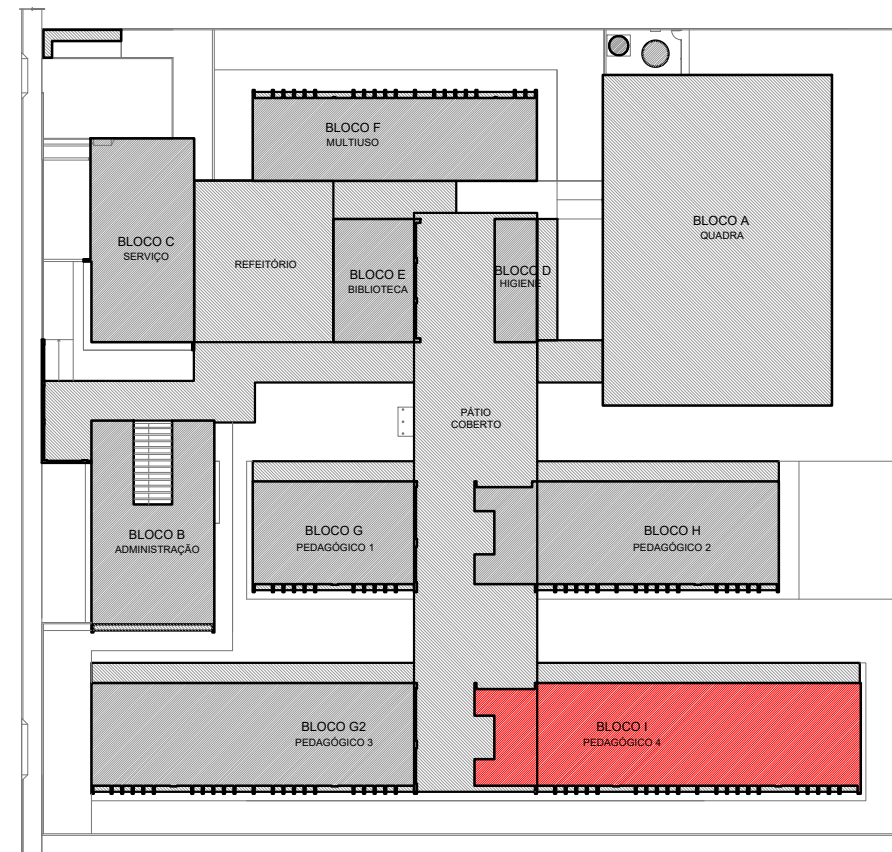 BLOCO F
MULTIUSO
BLOCO A
QUADRA
BLOCO C
SERVIÇO
REFEITÓRIO
BLOCO E
BIBLIOTECA
BLOCO D
HIGIENE
PÁTIO
COBERTO
BLOCO B
ADMINISTRAÇÃO
BLOCO G
PEDAGÓGICO 1
BLOCO H
PEDAGÓGICO 2
BLOCO G2
PEDAGÓGICO 3
BLOCO I
PEDAGÓGICO 4